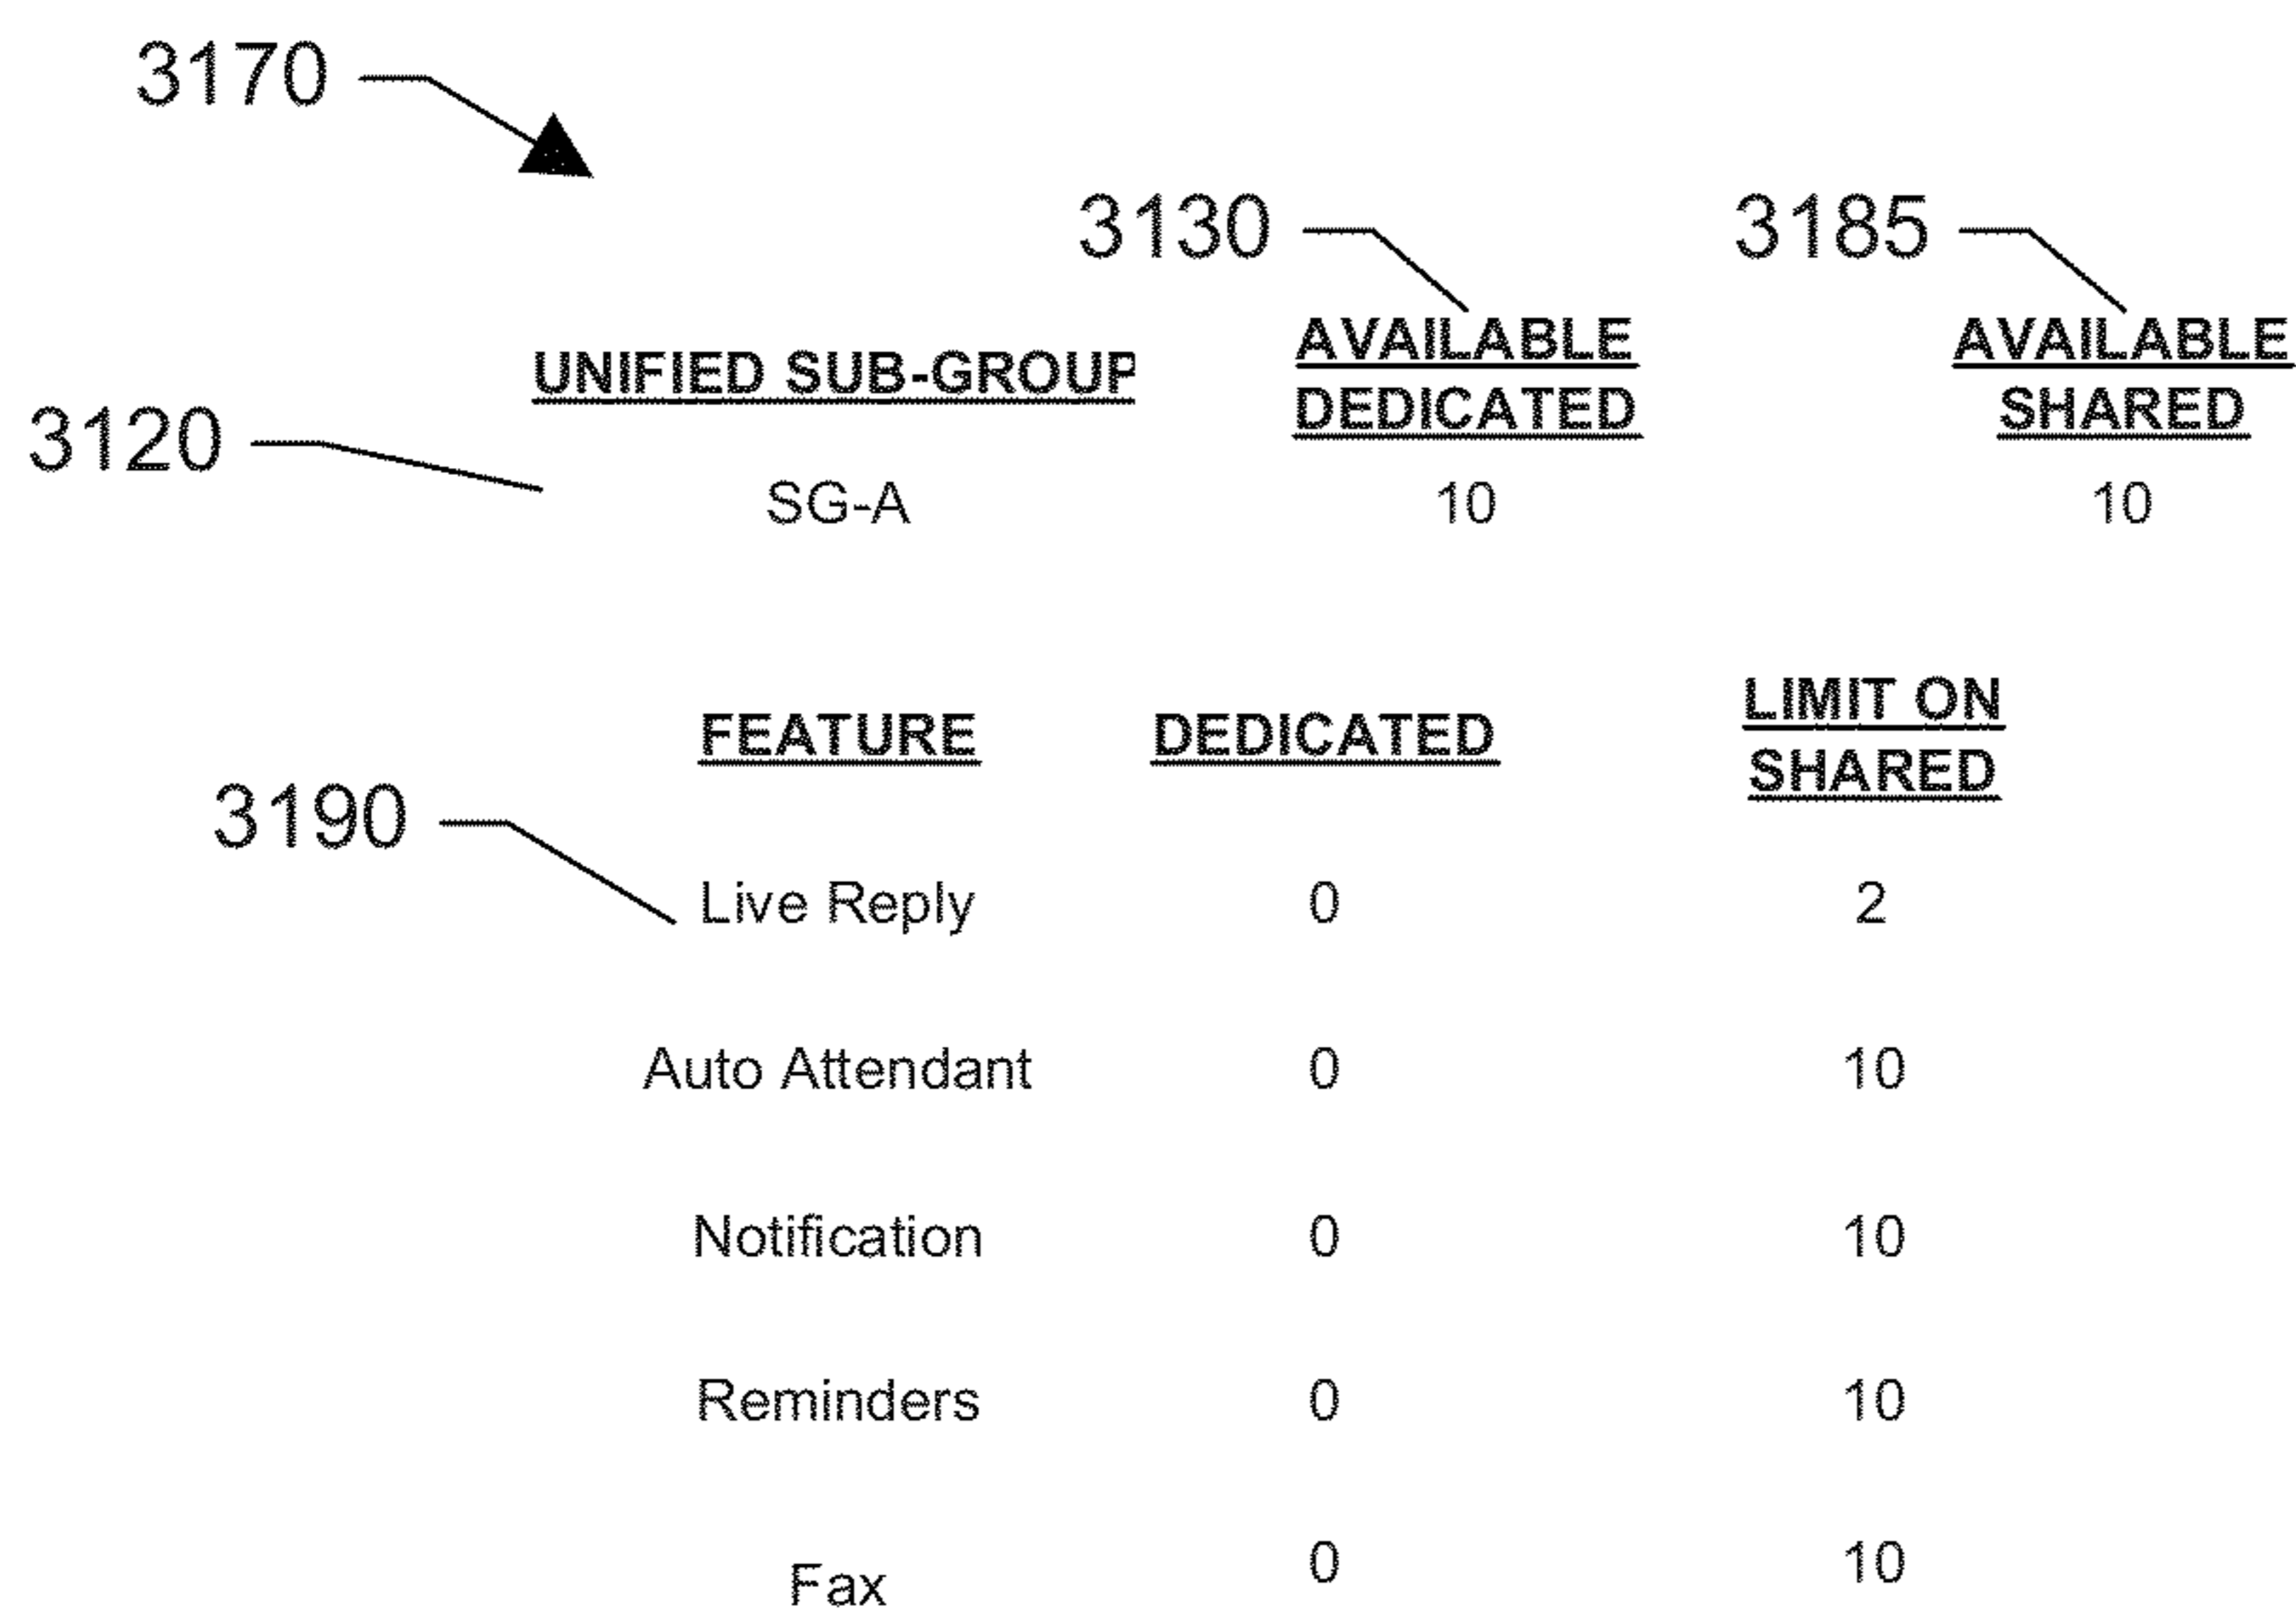 3170
3130 3185
UNIFIED SUB-GROUP AVAILABLE DEDICATED AVAILABLE SHARED
3120
SG-A 10 10
FEATURE DEDICATED LIMIT ON SHARED
3190
Live Reply 0 2
Auto Attendant 0 10
Notification 0 10
Reminders 0 10
Fax 0 10